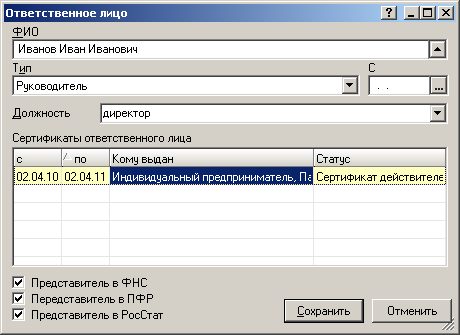 Ответственное лицо
ФИО
Иванов Иван Иванович
Тип С
Руководитель . .
Должность директор
Сертификаты ответственного лица
с по Кому выдан Статус
02.04.10 02.04.11 Индивидуальный предприниматель, Па Сертификат действителе
Представитель в ФНС
Передставитель в ПФР
Представитель в РосСтат
Сохранить Отменить